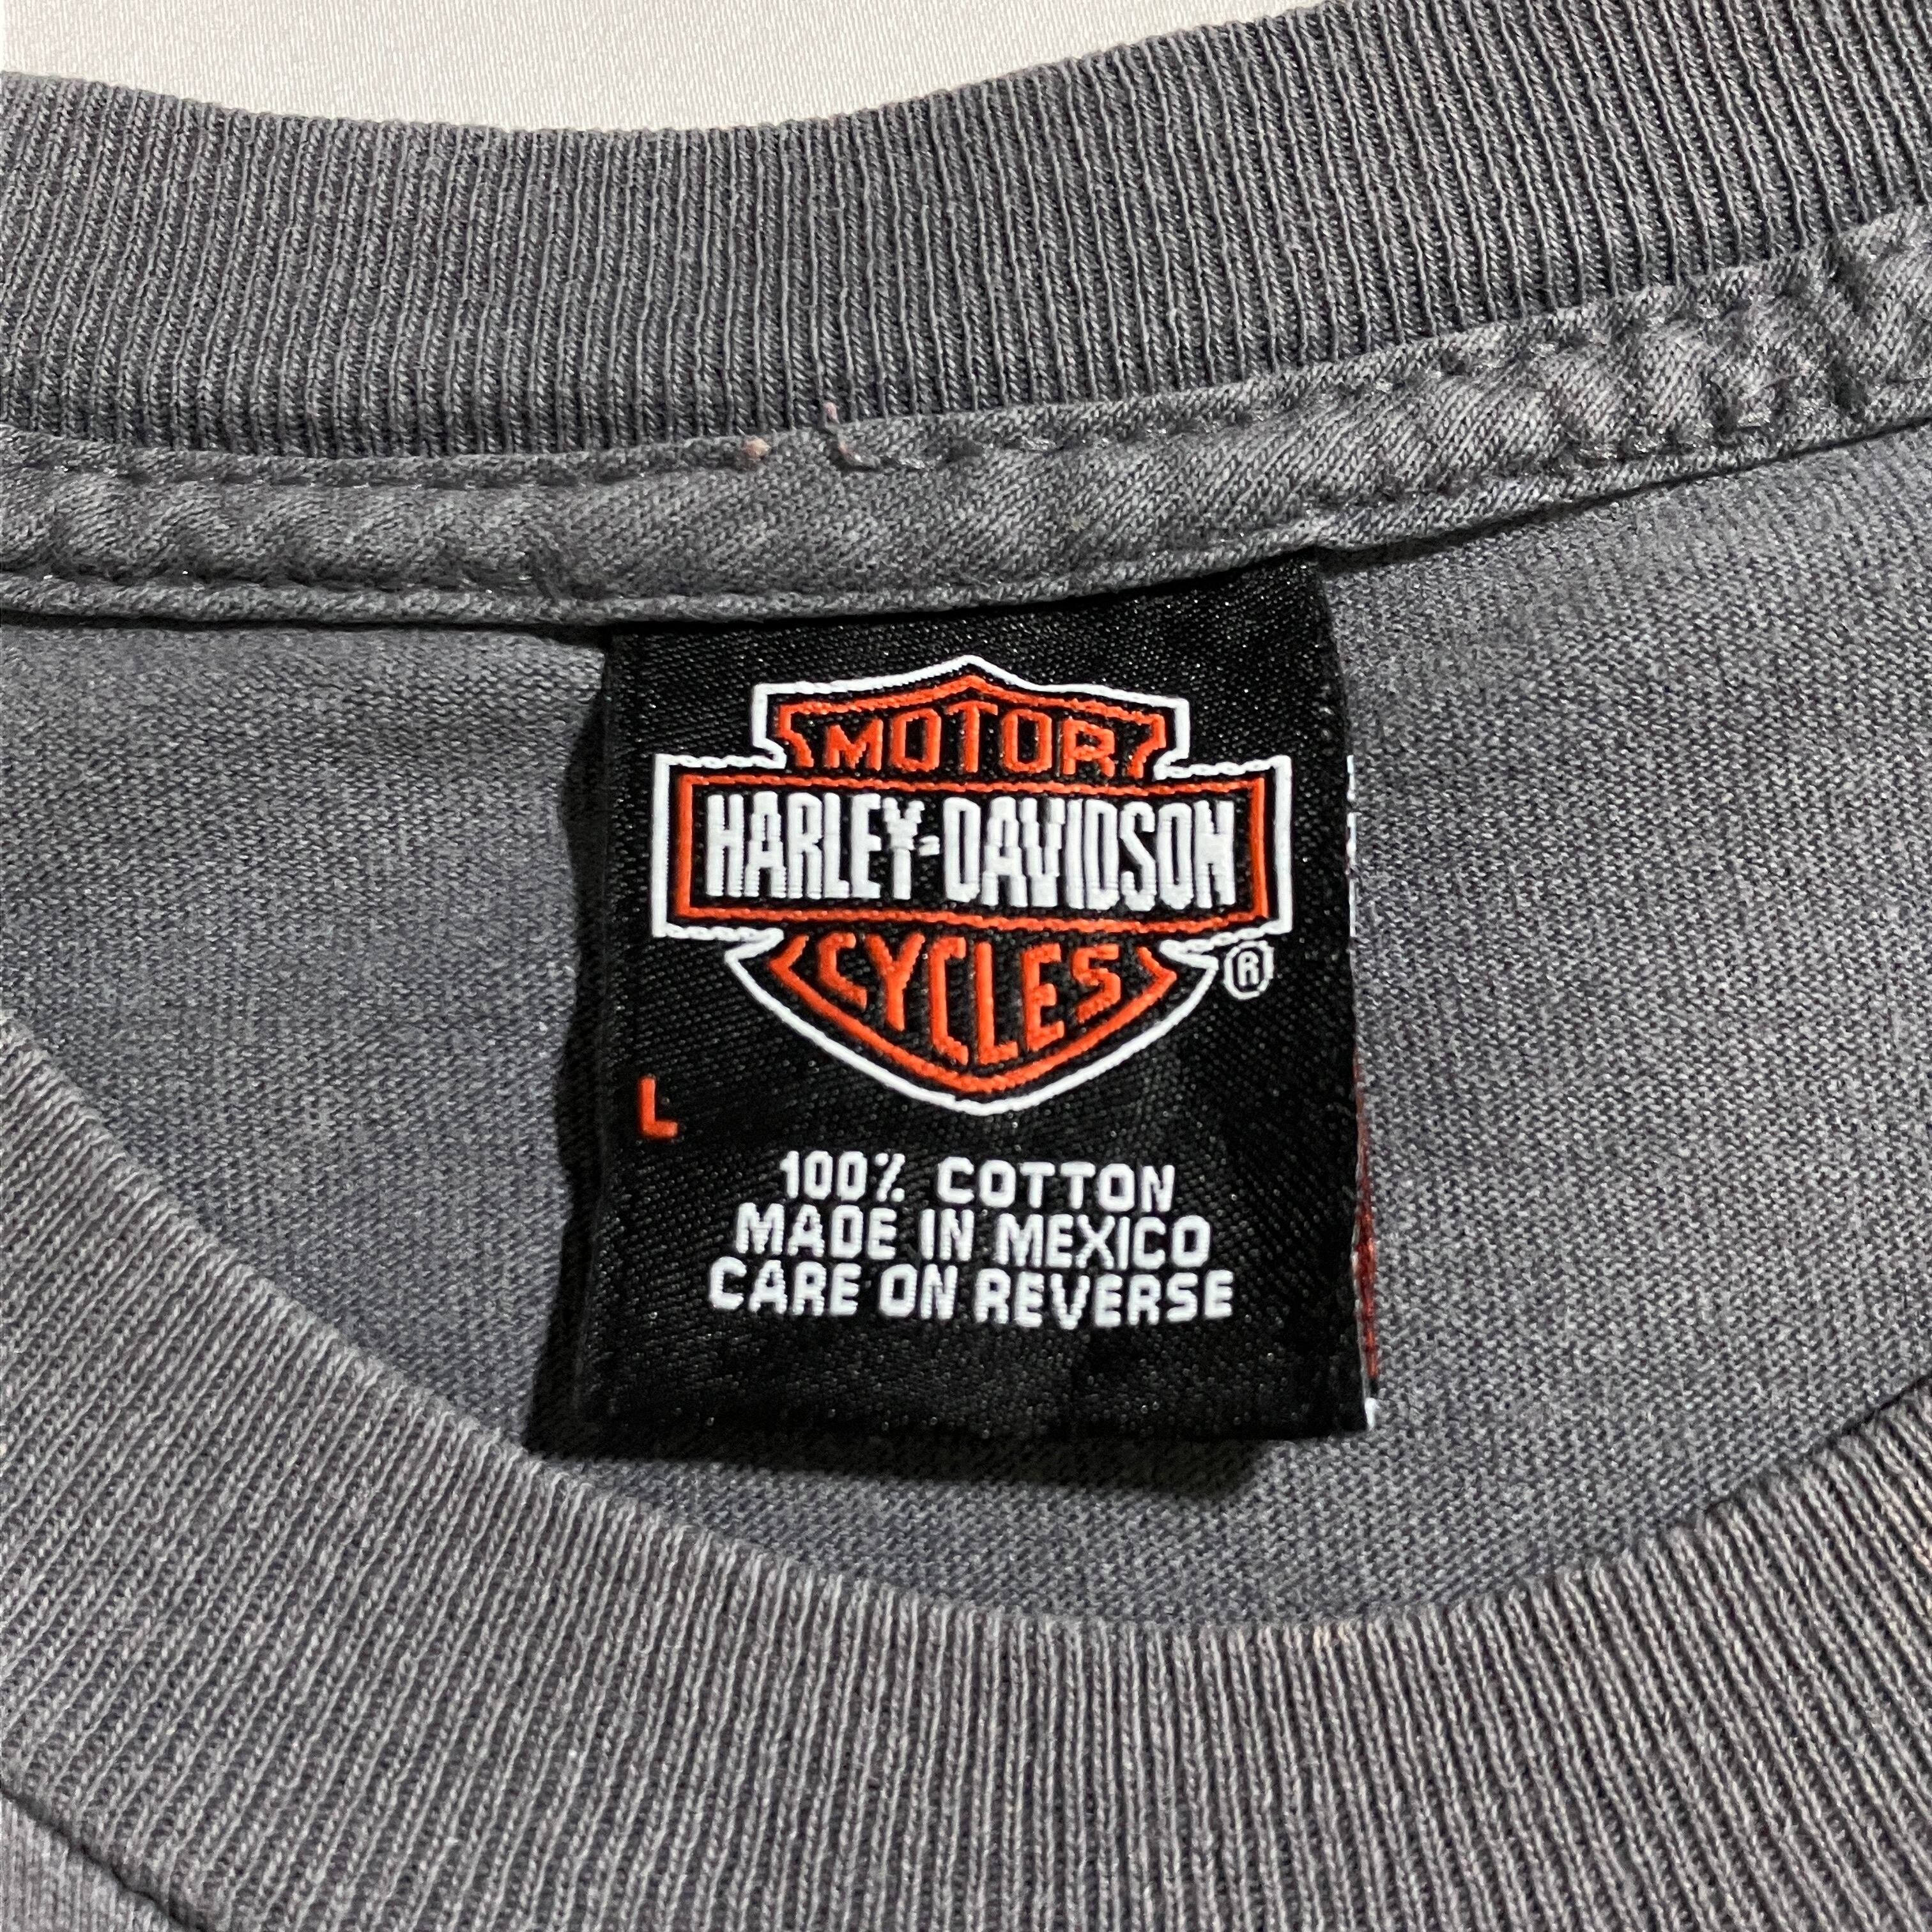 MOTOR
HARLEY-DAVIDSON
CYCLES
®
L
100% COTTON
MADE IN MEXICO
CARE ON REVERSE